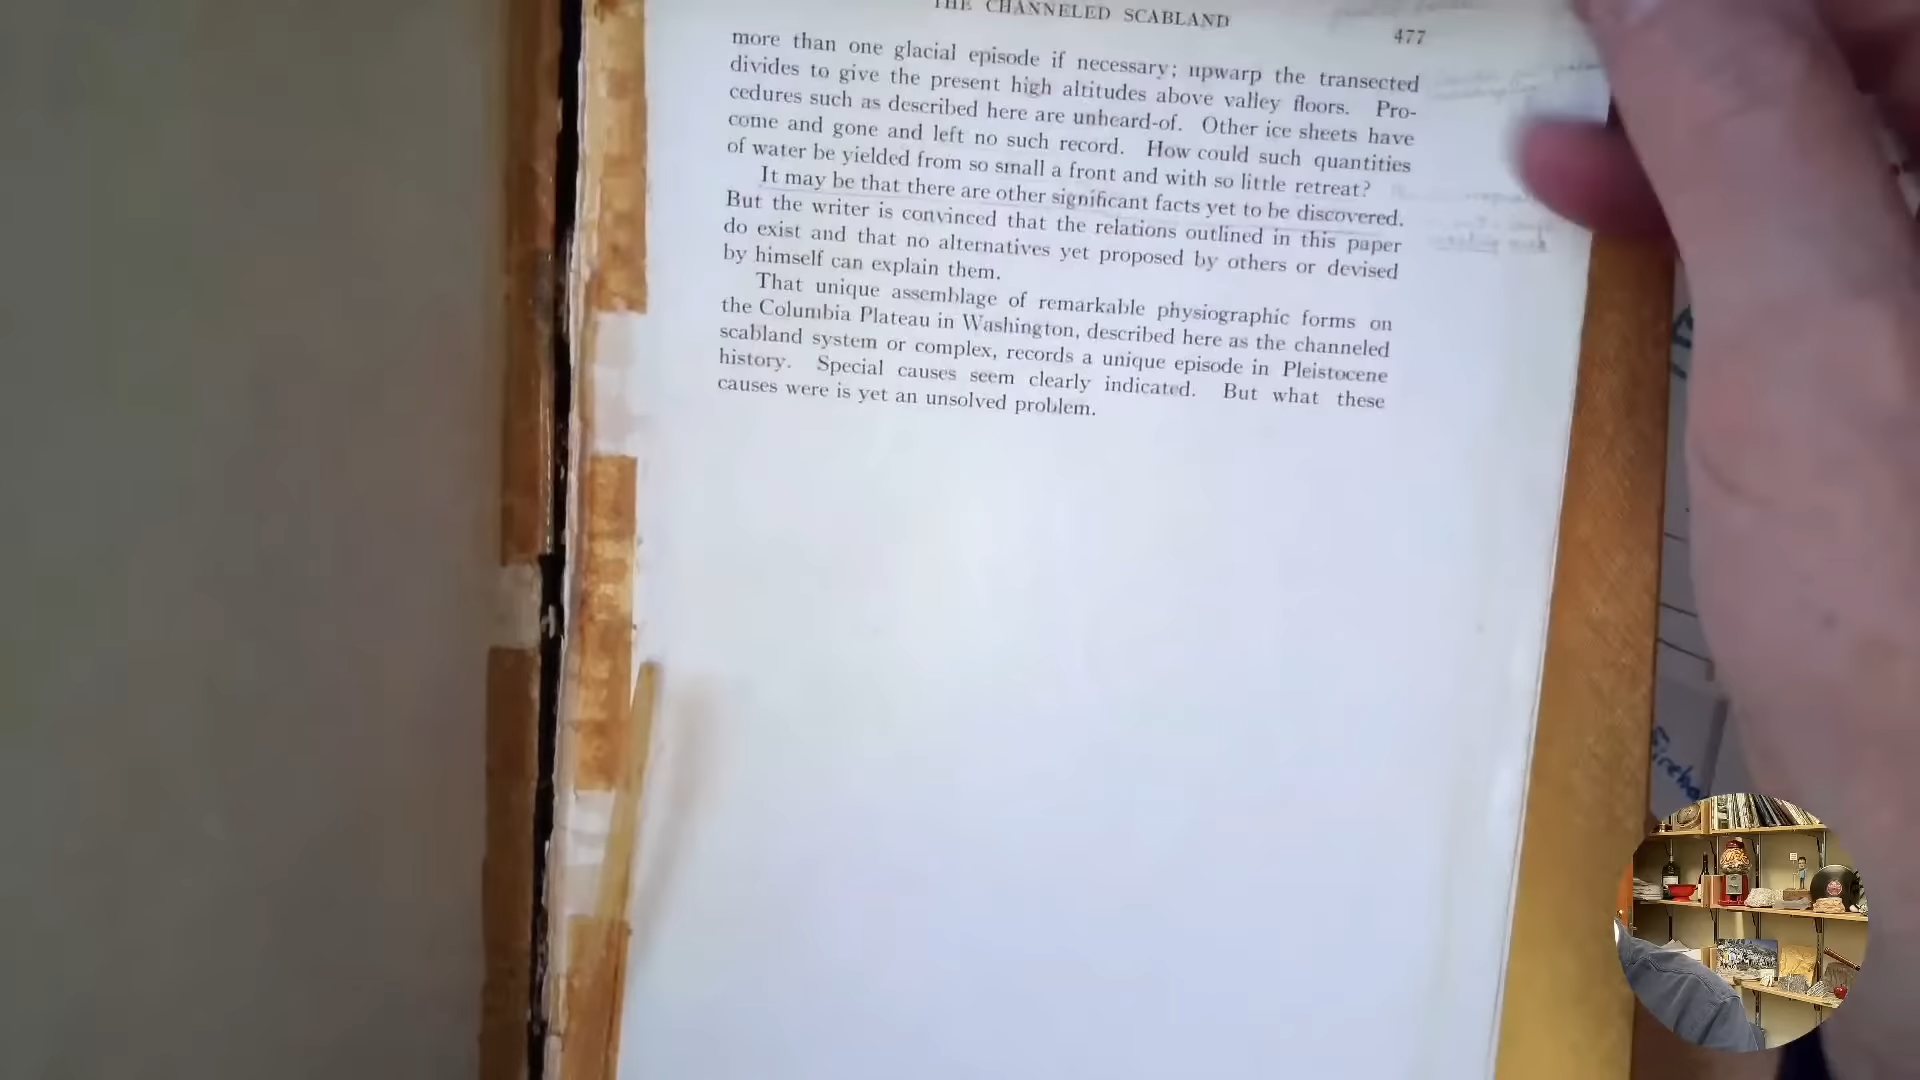 THE CHANNELED SCABLAND
477
more than one glacial episode if necessary; upwarp the transected
divides to give the present high altitudes above valley floors. Pro-
cedures such as described here are unheard-of. Other ice sheets have
come and gone and left no such record. How could such quantities
of water be yielded from so small a front and with so little retreat?
It may be that there are other significant facts yet to be discovered.
But the writer is convinced that the relations outlined in this paper
do exist and that no alternatives yet proposed by others or devised
by himself can explain them.
That unique assemblage of remarkable physiographic forms on
the Columbia Plateau in Washington, described here as the channeled
scabland system or complex, records a unique episode in Pleistocene
history. Special causes seem clearly indicated. But what these
causes were is yet an unsolved problem.